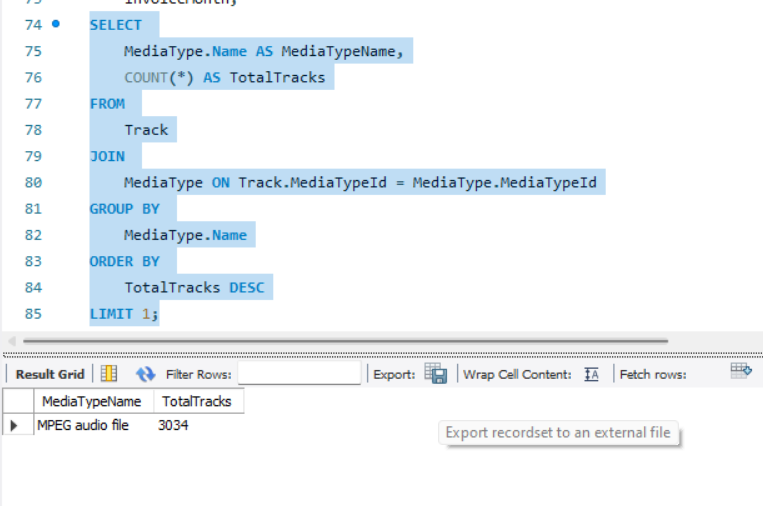 73 InvoiceMonth;
74 SELECT
75 MediaType.Name AS MediaTypeName,
76 COUNT(*) AS TotalTracks
77 FROM
78 Track
79 JOIN
80 MediaType ON Track.MediaTypeId = MediaType.MediaTypeId
81 GROUP BY
82 MediaType.Name
83 ORDER BY
84 TotalTracks DESC
85 LIMIT 1;
Result Grid Filter Rows: Export: Wrap Cell Content: Fetch rows:
MediaTypeName TotalTracks
MPEG audio file 3034
Export recordset to an external file